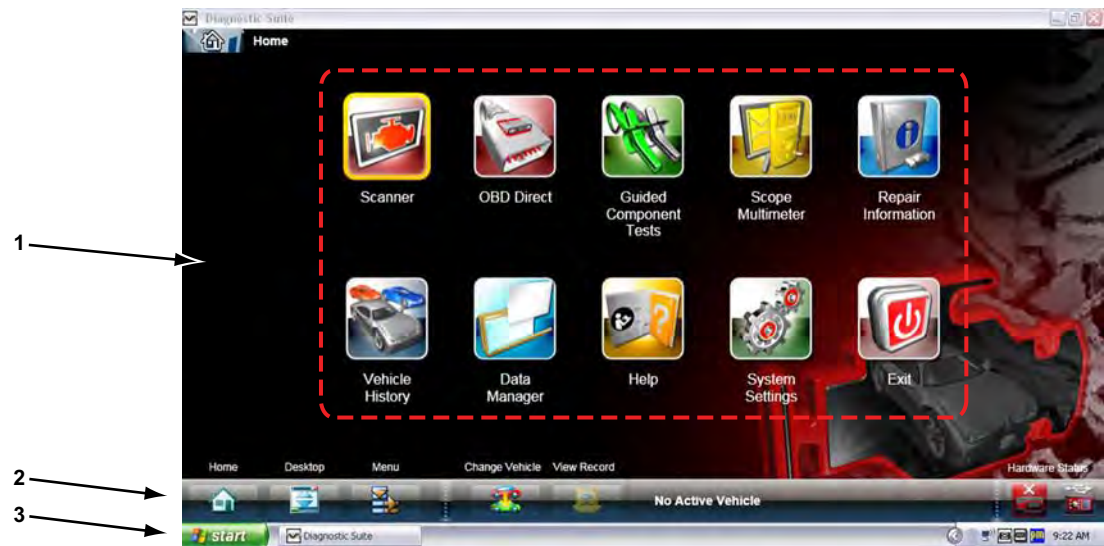 Diagnostic Suite
Home
Scanner
OBD Direct
Guided
Component
Tests
Scope
Multimeter
Repair
Information
1
Vehicle
History
Data
Manager
Help
System
Settings
Exit
Home
Desktop
Menu
Change Vehicle
View Record
Hardware Status
2
No Active Vehicle
3
start
Diagnostic Suite
9:22 AM